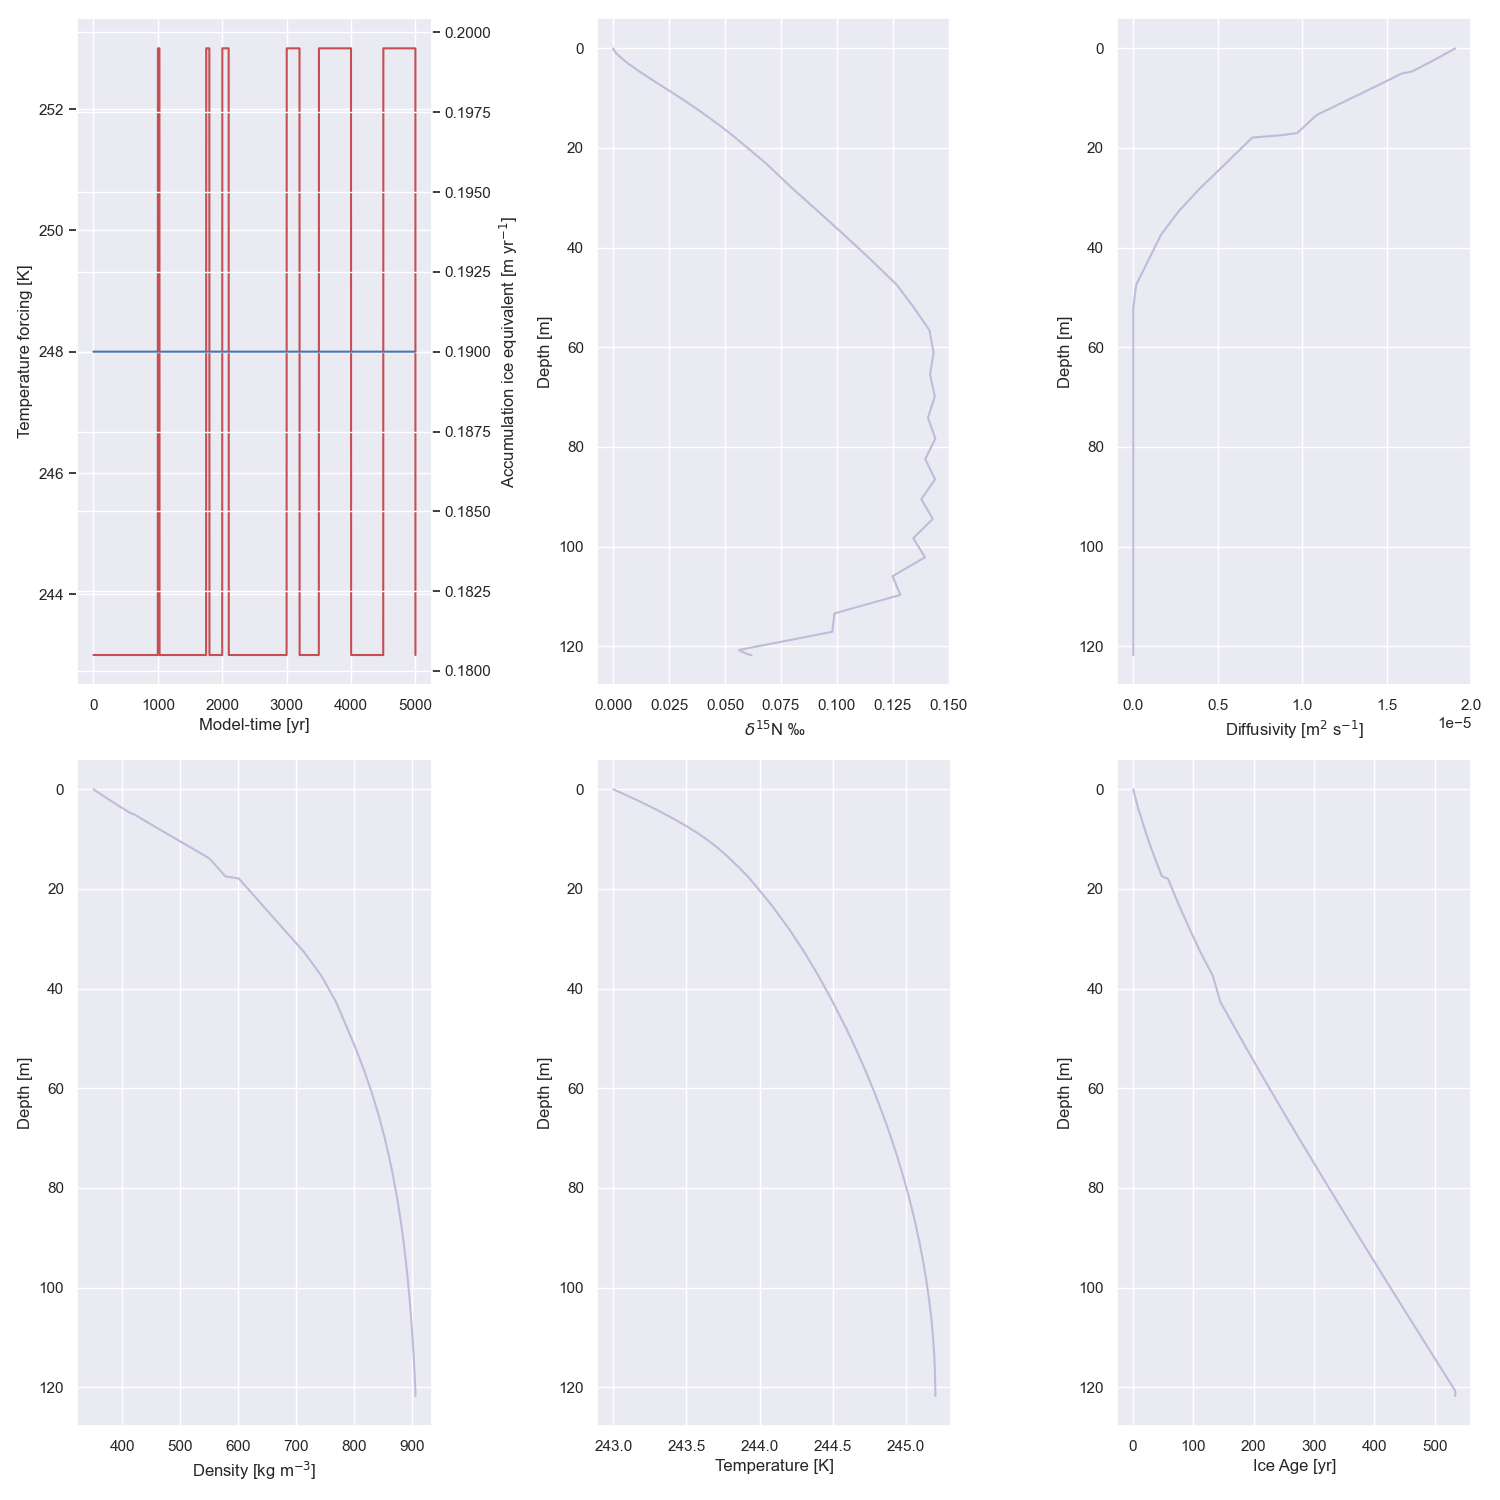 252
250
248
246
244
Temperature forcing [K]
0 1000 2000 3000 4000 5000
Model-time [yr]
0.2000
0.1975
0.1950
0.1925
0.1900
0.1875
0.1850
0.1825
0.1800
Accumulation ice equivalent [m yr⁻¹]
0
20
40
60
80
100
120
Depth [m]
0.000 0.025 0.050 0.075 0.100 0.125 0.150
δ¹⁵N ‰
0
20
40
60
80
100
120
Depth [m]
0.0 0.5 1.0 1.5 2.0
1e−5
Diffusivity [m² s⁻¹]
0
20
40
60
80
100
120
Depth [m]
400 500 600 700 800 900
Density [kg m⁻³]
0
20
40
60
80
100
120
Depth [m]
243.0 243.5 244.0 244.5 245.0
Temperature [K]
0
20
40
60
80
100
120
Depth [m]
0 100 200 300 400 500
Ice Age [yr]